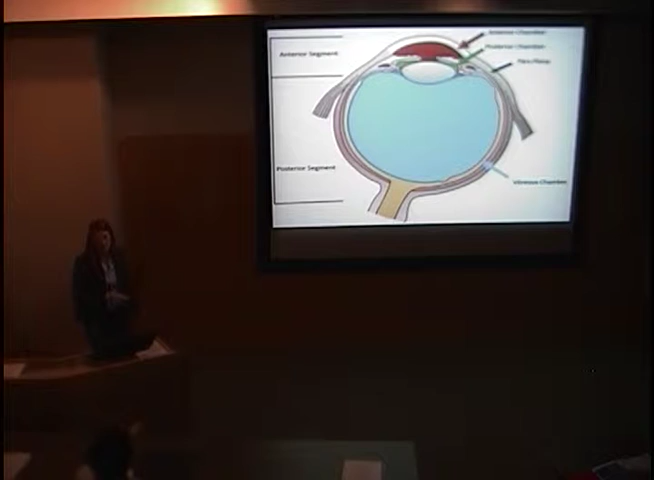 Anterior Chamber
Posterior Chamber
Anterior Segment
Pars Plana
Posterior Segment
Vitreous Chamber